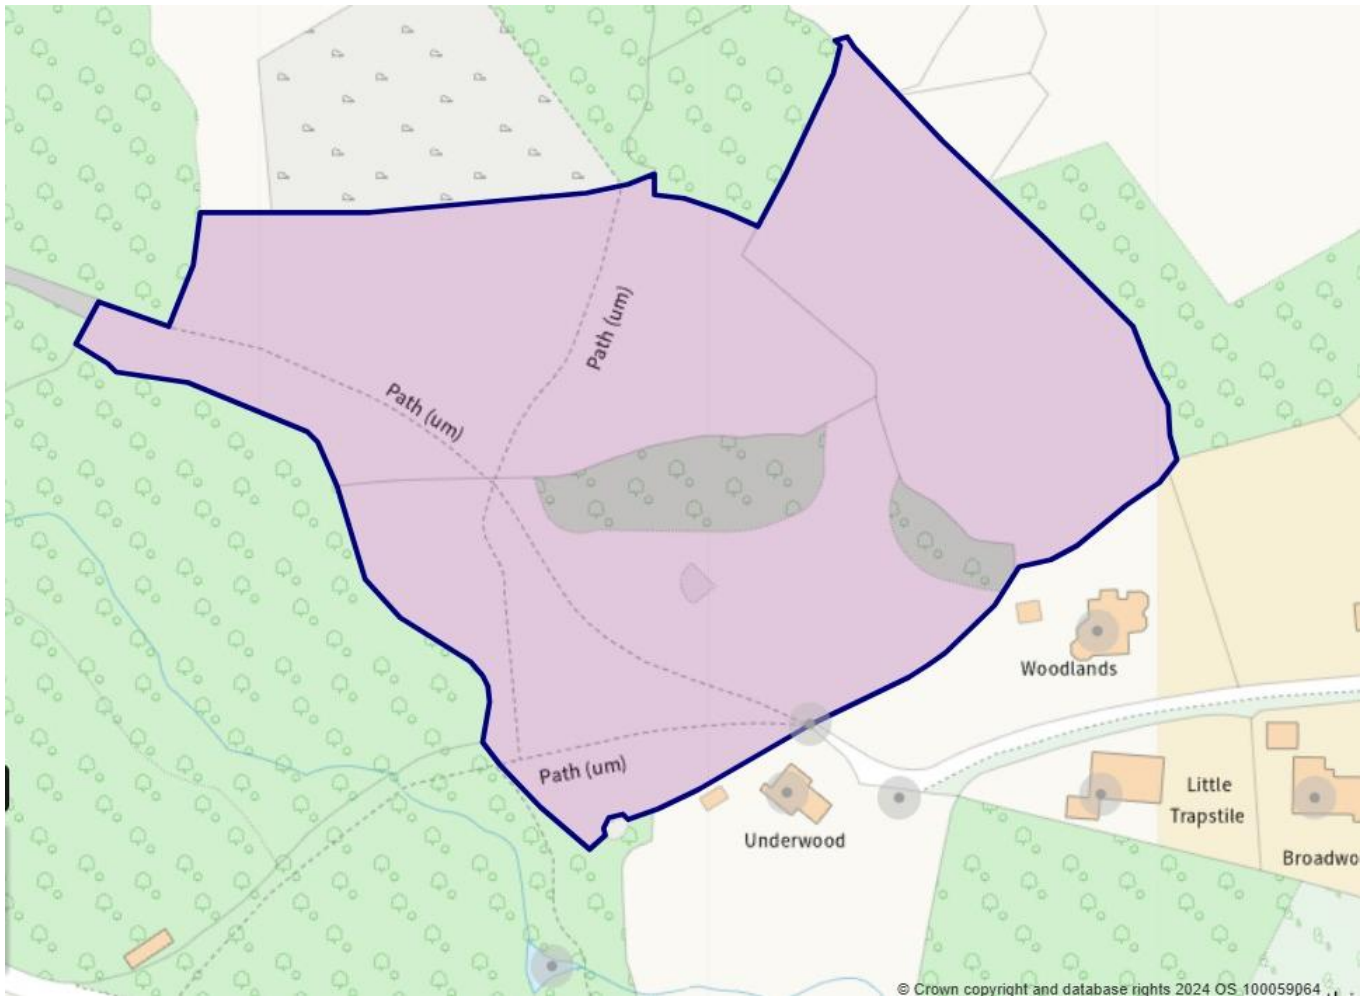 Path (um)
Path (um)
Woodlands
Path (um)
Little
Trapstile
Underwood
Broadwo
© Crown copyright and database rights 2024 OS 100059064